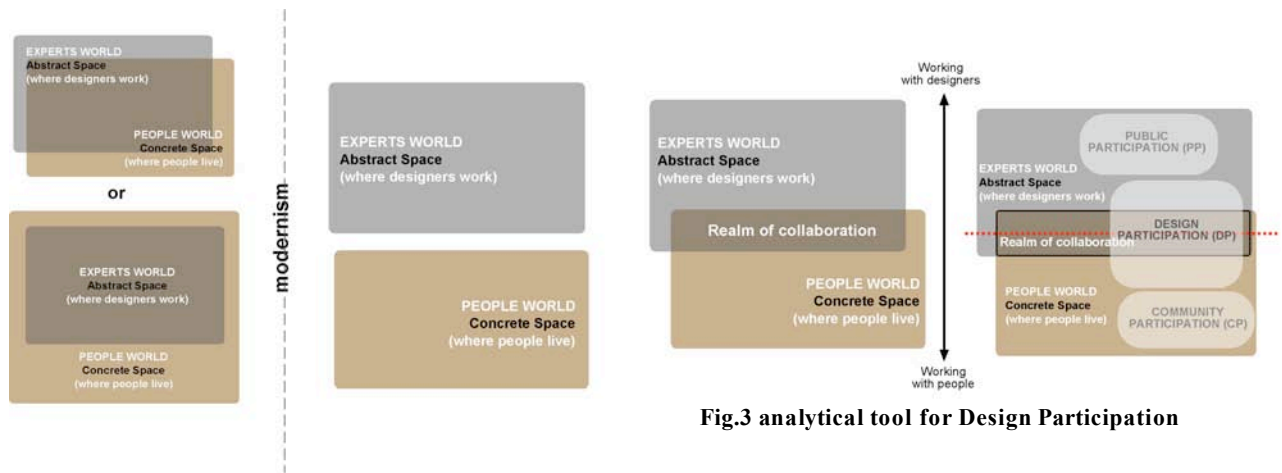 EXPERTS WORLD
Abstract Space
(where designers work)
PEOPLE WORLD
Concrete Space
(where people live)
or
EXPERTS WORLD
Abstract Space
(where designers work)
PEOPLE WORLD
Concrete Space
(where people live)
modernism
EXPERTS WORLD
Abstract Space
(where designers work)
PEOPLE WORLD
Concrete Space
(where people live)
EXPERTS WORLD
Abstract Space
(where designers work)
Realm of collaboration
PEOPLE WORLD
Concrete Space
(where people live)
Working
with designers
Working
with people
PUBLIC
PARTICIPATION (PP)
EXPERTS WORLD
Abstract Space
(where designers work)
DESIGN
PARTICIPATION (DP)
Realm of collaboration
PEOPLE WORLD
Concrete Space
(where people live)
COMMUNITY
PARTICIPATION (CP)
Fig.3 analytical tool for Design Participation